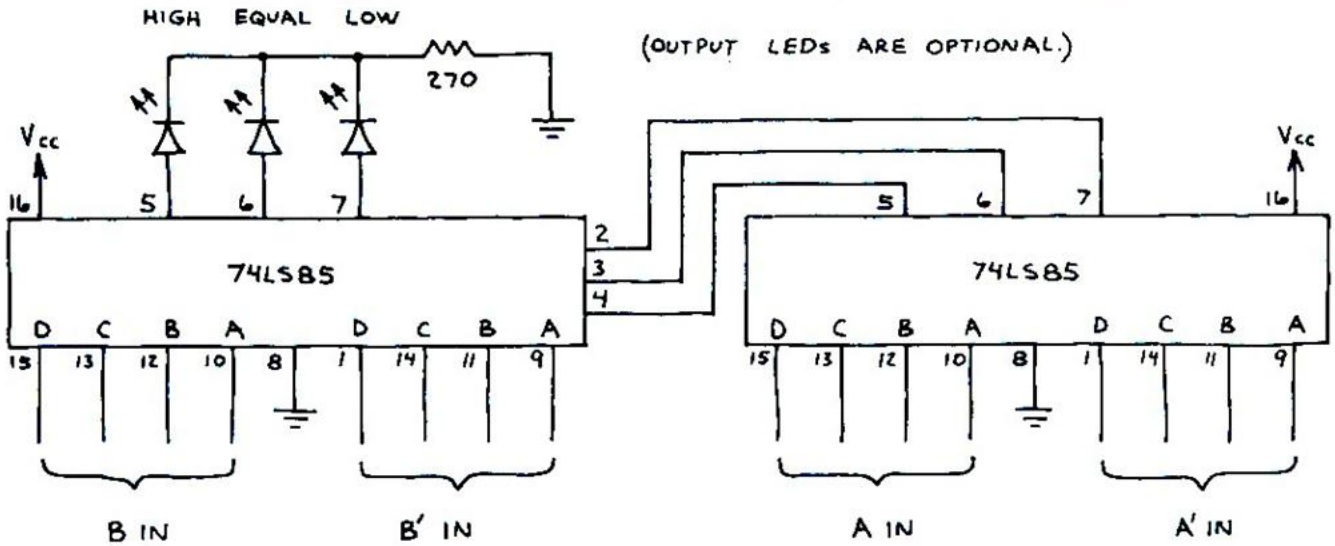 HIGH EQUAL LOW
(OUTPUT LEDs ARE OPTIONAL.)
270
Vcc
Vcc
16 5 6 7
5 6 7 16
2
3
4
74LS85
74LS85
D C B A D C B A
D C B A D C B A
15 13 12 10 8 1 14 11 9
15 13 12 10 8 1 14 11 9
B IN B' IN A IN A' IN